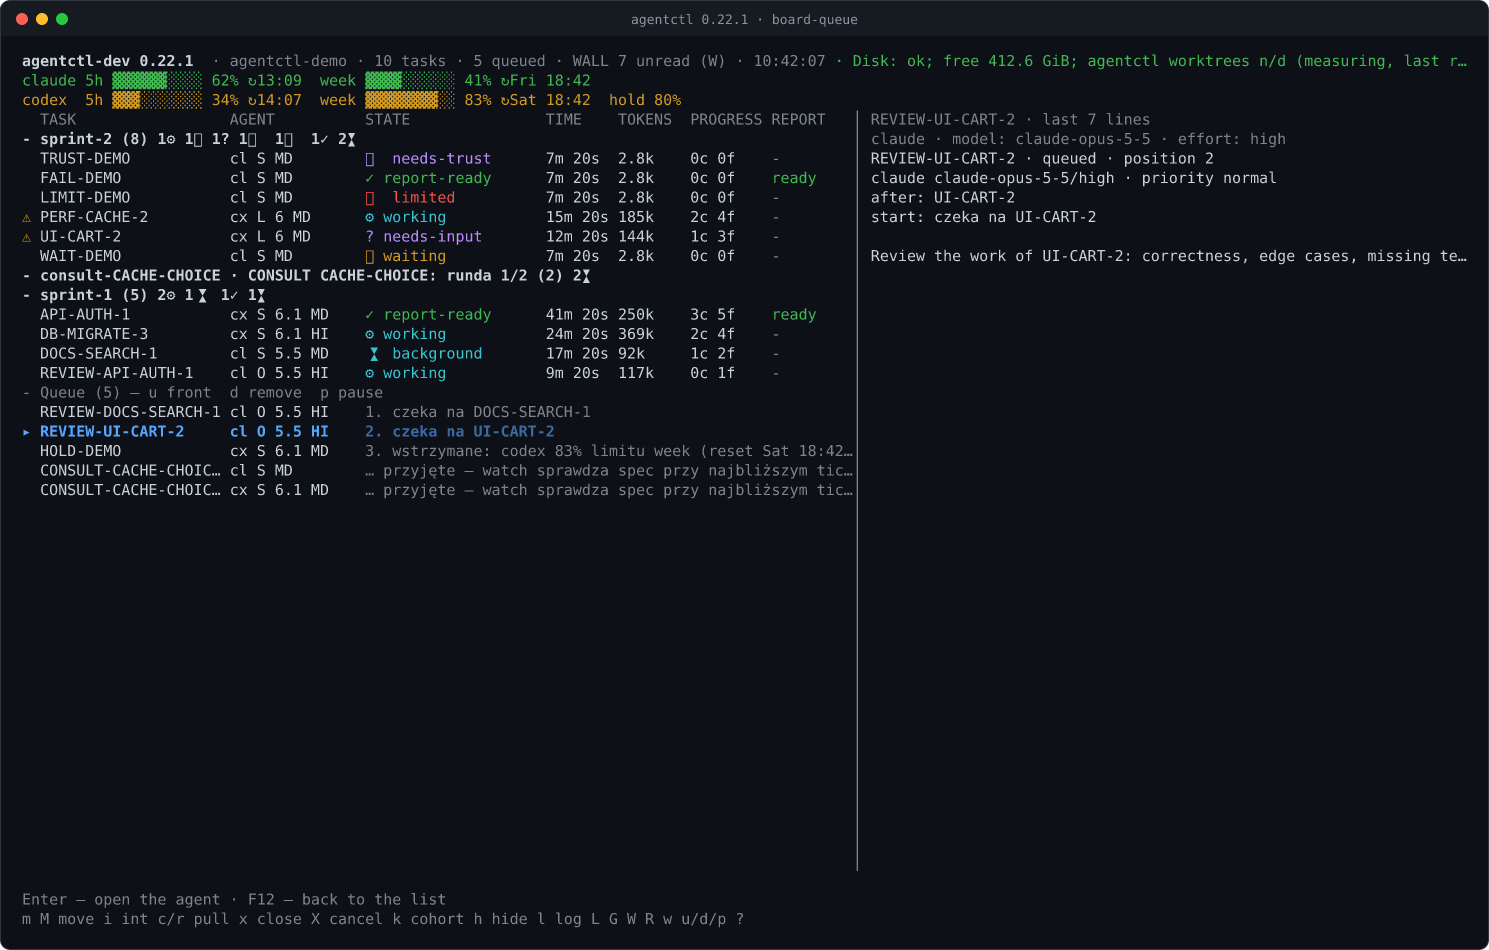 agentctl 0.22.1 · board-queue
agentctl-dev 0.22.1 · agentctl-demo · 10 tasks · 5 queued · WALL 7 unread (W) · 10:42:07 · Disk: ok; free 412.6 GiB; agentctl worktrees n/d (measuring, last r…
claude 5h ▓▓▓▓▓▓░░░░ 62% ↻13:09 week ▓▓▓▓░░░░░░ 41% ↻Fri 18:42
codex 5h ▓▓▓░░░░░░░ 34% ↻14:07 week ▓▓▓▓▓▓▓▓░░ 83% ↻Sat 18:42 hold 80%
TASK AGENT STATE TIME TOKENS PROGRESS REPORT
- sprint-2 (8) 1⚙ 1▯ 1? 1▯ 1▯ 1✓ 2⧗
TRUST-DEMO cl S MD ▯ needs-trust 7m 20s 2.8k 0c 0f -
FAIL-DEMO cl S MD ✓ report-ready 7m 20s 2.8k 0c 0f ready
LIMIT-DEMO cl S MD ▯ limited 7m 20s 2.8k 0c 0f -
⚠ PERF-CACHE-2 cx L 6 MD ⚙ working 15m 20s 185k 2c 4f -
⚠ UI-CART-2 cx L 6 MD ? needs-input 12m 20s 144k 1c 3f -
WAIT-DEMO cl S MD ▯ waiting 7m 20s 2.8k 0c 0f -
- consult-CACHE-CHOICE · CONSULT CACHE-CHOICE: runda 1/2 (2) 2⧗
- sprint-1 (5) 2⚙ 1⧗ 1✓ 1⧗
API-AUTH-1 cx S 6.1 MD ✓ report-ready 41m 20s 250k 3c 5f ready
DB-MIGRATE-3 cx S 6.1 HI ⚙ working 24m 20s 369k 2c 4f -
DOCS-SEARCH-1 cl S 5.5 MD ⧗ background 17m 20s 92k 1c 2f -
REVIEW-API-AUTH-1 cl O 5.5 HI ⚙ working 9m 20s 117k 0c 1f -
- Queue (5) — u front d remove p pause
REVIEW-DOCS-SEARCH-1 cl O 5.5 HI 1. czeka na DOCS-SEARCH-1
▸ REVIEW-UI-CART-2 cl O 5.5 HI 2. czeka na UI-CART-2
HOLD-DEMO cx S 6.1 MD 3. wstrzymane: codex 83% limitu week (reset Sat 18:42…
CONSULT-CACHE-CHOIC… cl S MD … przyjęte — watch sprawdza spec przy najbliższym tic…
CONSULT-CACHE-CHOIC… cx S 6.1 MD … przyjęte — watch sprawdza spec przy najbliższym tic…
REVIEW-UI-CART-2 · last 7 lines
claude · model: claude-opus-5-5 · effort: high
REVIEW-UI-CART-2 · queued · position 2
claude claude-opus-5-5/high · priority normal
after: UI-CART-2
start: czeka na UI-CART-2
Review the work of UI-CART-2: correctness, edge cases, missing te…
Enter — open the agent · F12 — back to the list
m M move i int c/r pull x close X cancel k cohort h hide l log L G W R w u/d/p ?